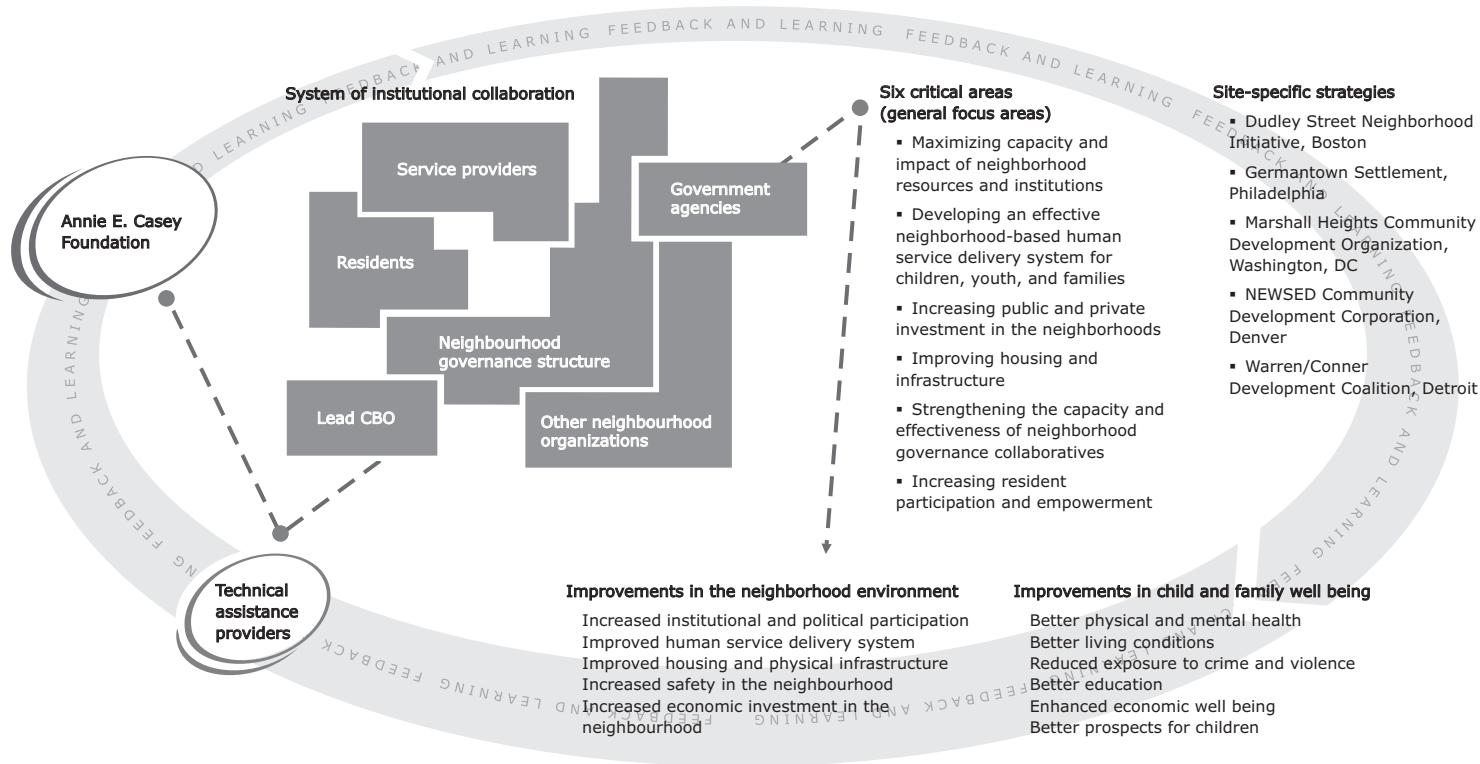 FEEDBACK AND LEARNING FEEDBACK AND LEARNING FEEDBACK AND LEARNING FEEDBACK AND LEARNING FEEDBACK AND LEARNING
System of institutional collaboration
Service providers
Government
agencies
Residents
Neighbourhood
governance structure
Lead CBO
Other neighbourhood
organizations
Annie E. Casey
Foundation
Technical
assistance
providers
Six critical areas
(general focus areas)
▪ Maximizing capacity and
impact of neighborhood
resources and institutions
▪ Developing an effective
neighborhood-based human
service delivery system for
children, youth, and families
▪ Increasing public and private
investment in the neighborhoods
▪ Improving housing and
infrastructure
▪ Strengthening the capacity and
effectiveness of neighborhood
governance collaboratives
▪ Increasing resident
participation and empowerment
Site-specific strategies
▪ Dudley Street Neighborhood
Initiative, Boston
▪ Germantown Settlement,
Philadelphia
▪ Marshall Heights Community
Development Organization,
Washington, DC
▪ NEWSED Community
Development Corporation,
Denver
▪ Warren/Conner
Development Coalition, Detroit
Improvements in the neighborhood environment
Increased institutional and political participation
Improved human service delivery system
Improved housing and physical infrastructure
Increased safety in the neighbourhood
Increased economic investment in the
neighbourhood
Improvements in child and family well being
Better physical and mental health
Better living conditions
Reduced exposure to crime and violence
Better education
Enhanced economic well being
Better prospects for children